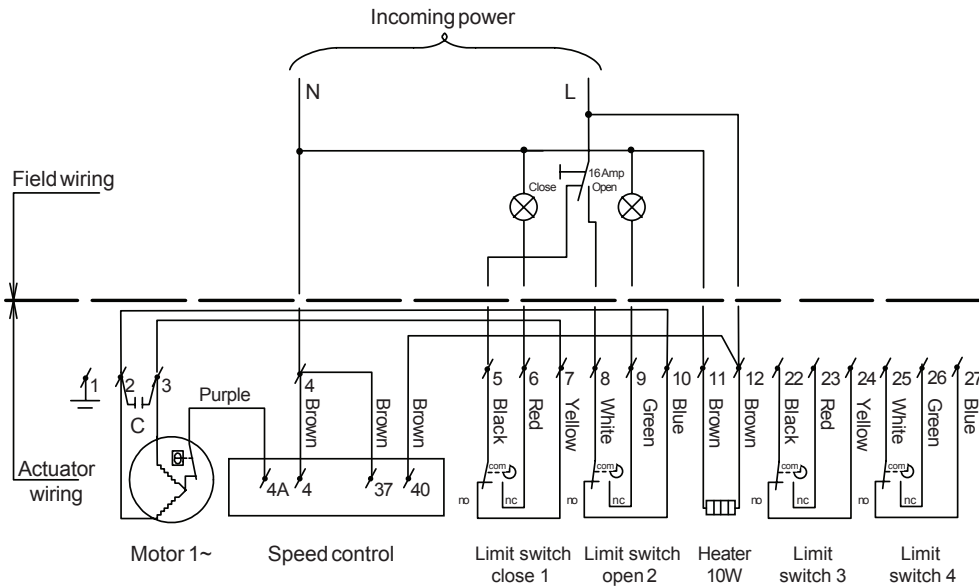 Incoming power
N
L
Field wiring
Close
16 Amp
Open
1
2
3
4
5
6
7
8
9
10
11
12
22
23
24
25
26
27
C
Purple
Brown
Brown
Brown
Black
Red
Yellow
White
Green
Blue
Brown
Brown
Black
Red
Yellow
White
Green
Blue
Actuator
wiring
4A
4
37
40
com
no
nc
com
no
nc
com
no
nc
com
no
nc
Motor 1~
Speed control
Limit switch
close 1
Limit switch
open 2
Heater
10W
Limit
switch 3
Limit
switch 4